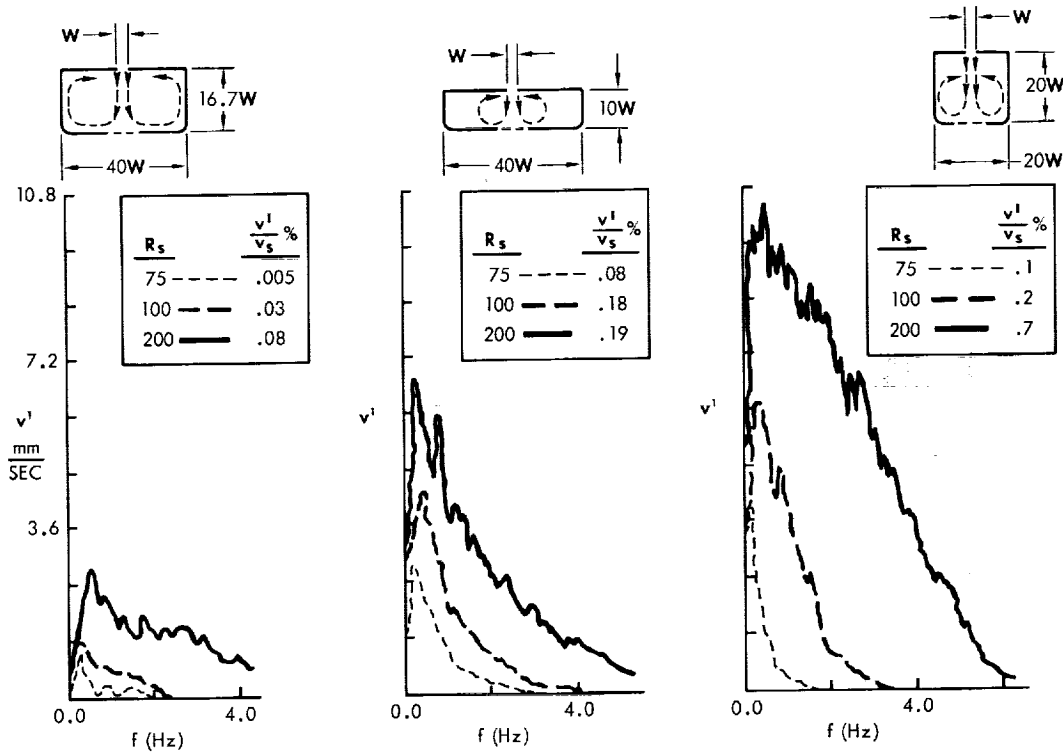 W
16.7W
40W
W
10W
40W
W
20W
20W
10.8
7.2
3.6
v'
mm
SEC
Rs v'/vs %
75 .005
100 .03
200 .08
0.0 4.0
f (Hz)
v'
Rs v'/vs %
75 .08
100 .18
200 .19
0.0 4.0
f (Hz)
v'
Rs v'/vs %
75 .1
100 .2
200 .7
0.0 4.0
f (Hz)